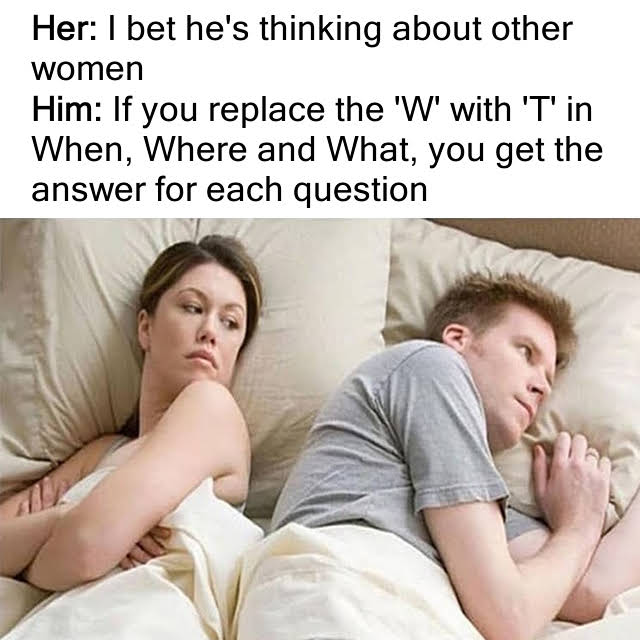 Her: I bet he's thinking about other
women
Him: If you replace the 'W' with 'T' in
When, Where and What, you get the
answer for each question